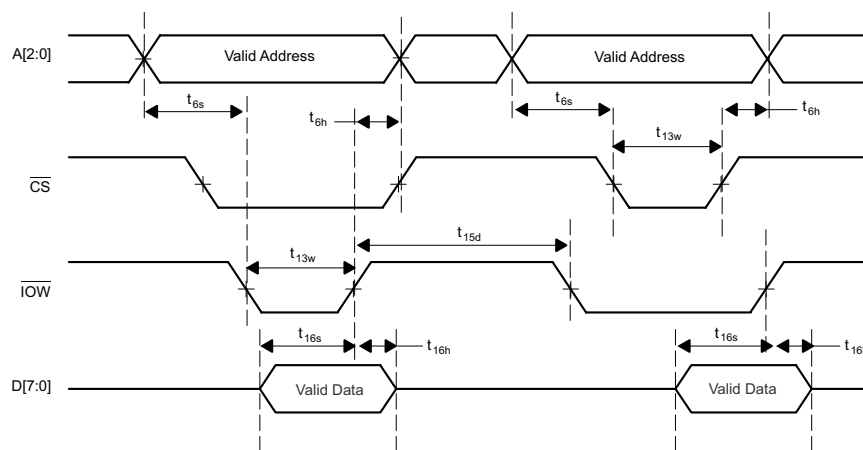 A[2:0]
Valid Address
Valid Address
t6s
t6h
t6s
t6h
t13w
CS
t13w
t15d
IOW
t16s
t16h
t16s
t16h
D[7:0]
Valid Data
Valid Data